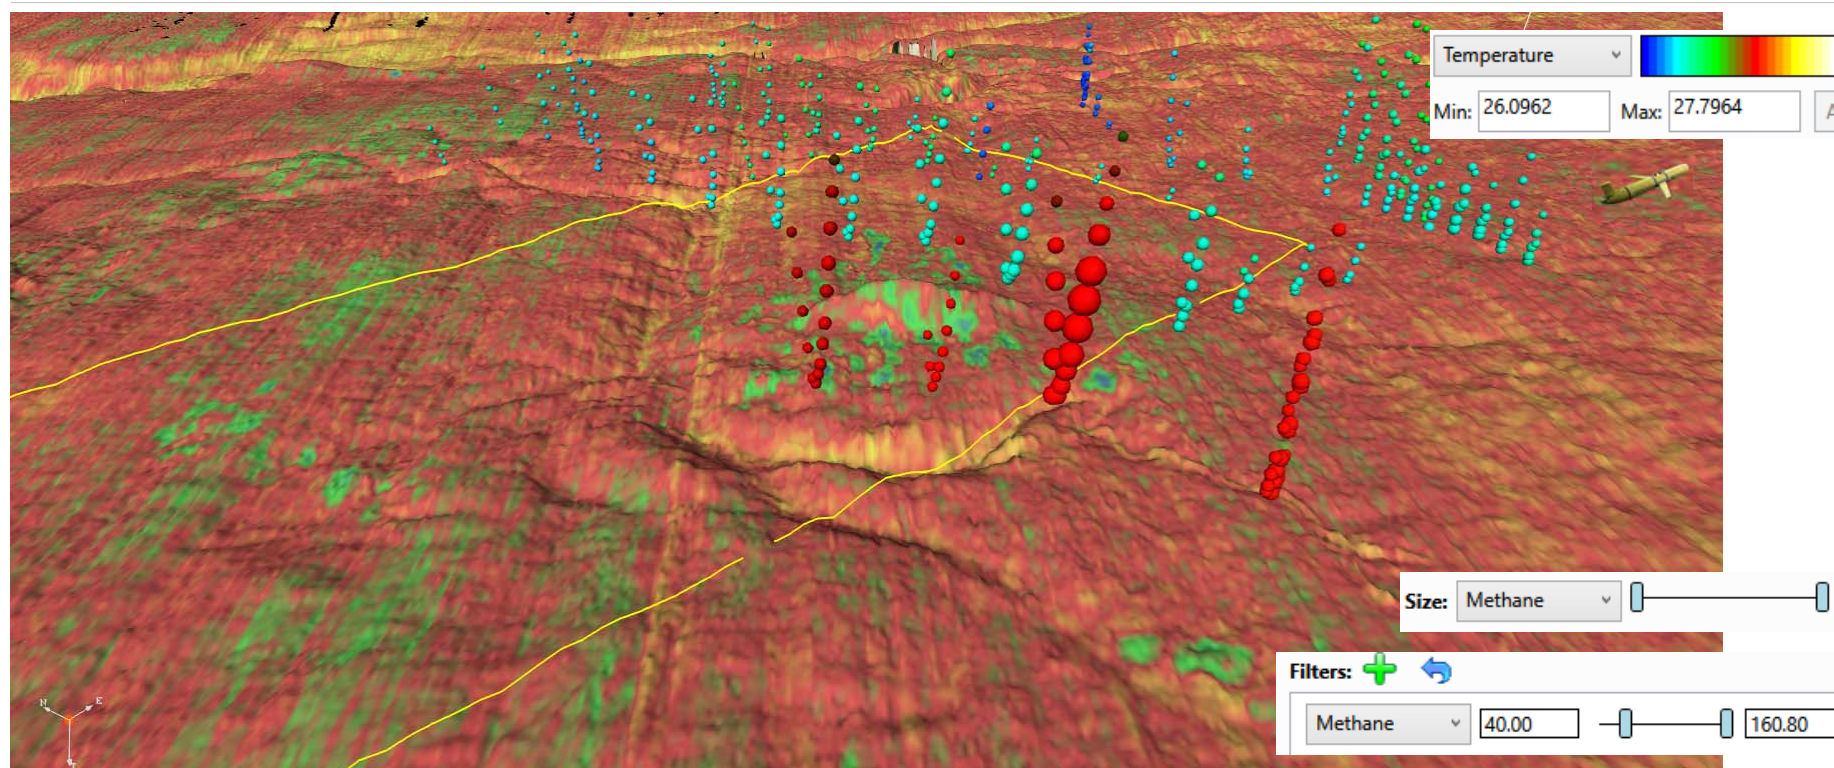 Temperature
Min: 26.0962 Max: 27.7964 A
Size: Methane
Filters:
Methane 40.00 160.80
N E